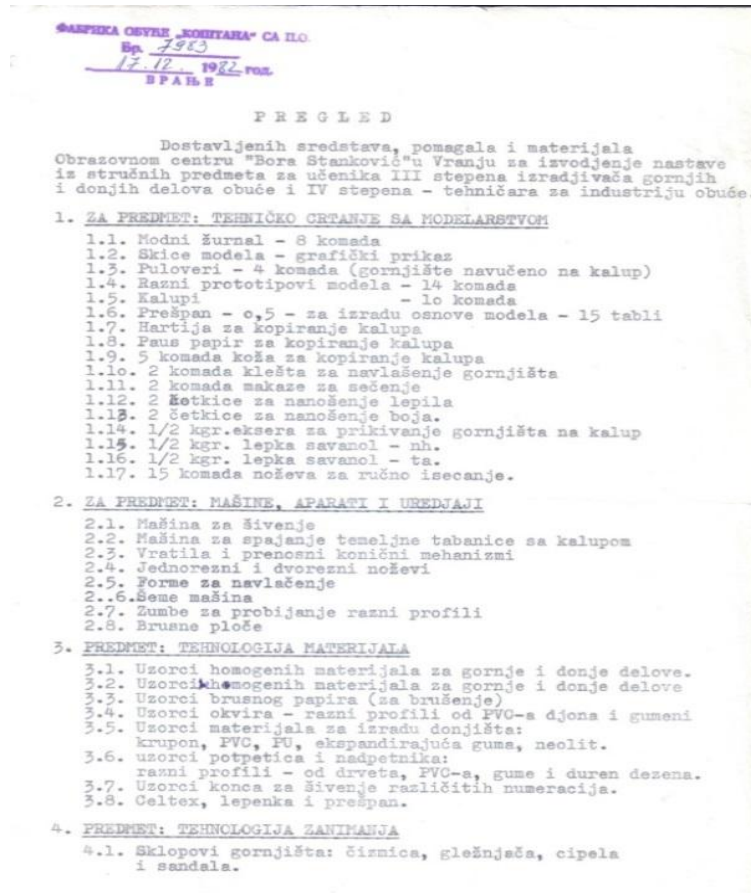 ФАБРИКА ОБУЋЕ „КОШТАНА“ СА П.О.
Бр. 7983
17.12. 1982 год.
ВРАЊЕ
PREGLED
Dostavljenih sredstava, pomagala i materijala
Obrazovnom centru "Bora Stanković"u Vranju za izvodjenje nastave
iz stručnih predmeta za učenika III stepena izradjivača gornjih
i donjih delova obuće i IV stepena - tehničara za industriju obuće.
1. ZA PREDMET: TEHNIČKO CRTANJE SA MODELARSTVOM
1.1. Modni žurnal - 8 komada
1.2. Skice modela - grafički prikaz
1.3. Puloveri - 4 komada (gornjište navučeno na kalup)
1.4. Razni prototipovi modela - 14 komada
1.5. Kalupi - lo komada
1.6. Prešpan - o,5 - za izradu osnove modela - 15 tabli
1.7. Hartija za kopiranje kalupa
1.8. Paus papir za kopiranje kalupa
1.9. 5 komada koža za kopiranje kalupa
1.lo. 2 komada klešta za navlašenje gornjišta
1.11. 2 komada makaze za sečenje
1.12. 2 četkice za nanošenje lepila
1.13. 2 četkice za nanošenje boja.
1.14. 1/2 kgr.eksera za prikivanje gornjišta na kalup
1.15. 1/2 kgr. lepka savanol - nh.
1.16. 1/2 kgr. lepka savanol - ta.
1.17. 15 komada noševa za ručno isecanje.
2. ZA PREDMET: MAŠINE, APARATI I UREDJAJI
2.1. Mašina za šivenje
2.2. Mašina za spajanje temeljne tabanice sa kalupom
2.3. Vratila i prenosni konični mehanizmi
2.4. Jednorezni i dvorezni noševi
2.5. Forme za navlačenje
2..6.Šeme mašina
2.7. Zumbe za probijanje razni profili
2.8. Brusne ploče
3. PREDMET: TEHNOLOGIJA MATERIJALA
3.1. Uzorci homogenih materijala za gornje i donje delove.
3.2. Uzorci homogenih materijala za gornje i donje delove
3.3. Uzorci brusnog papira (za brušenje)
3.4. Uzorci okvira - razni profili od PVC-a djona i gumeni
3.5. Uzorci materijala za izradu donjišta:
krupon, PVC, PU, ekspandirajuća guma, neolit.
3.6. uzorci potpetica i nadpetnika:
razni profili - od drveta, PVC-a, gume i duren dezena.
3.7. Uzorci konca za šivenje različitih numeracija.
3.8. Celtex, lepenka i prešpan.
4. PREDMET: TEHNOLOGIJA ZANIMANJA
4.1. Sklopovi gornjišta: čizmica, gležnjača, cipela
i sandala.